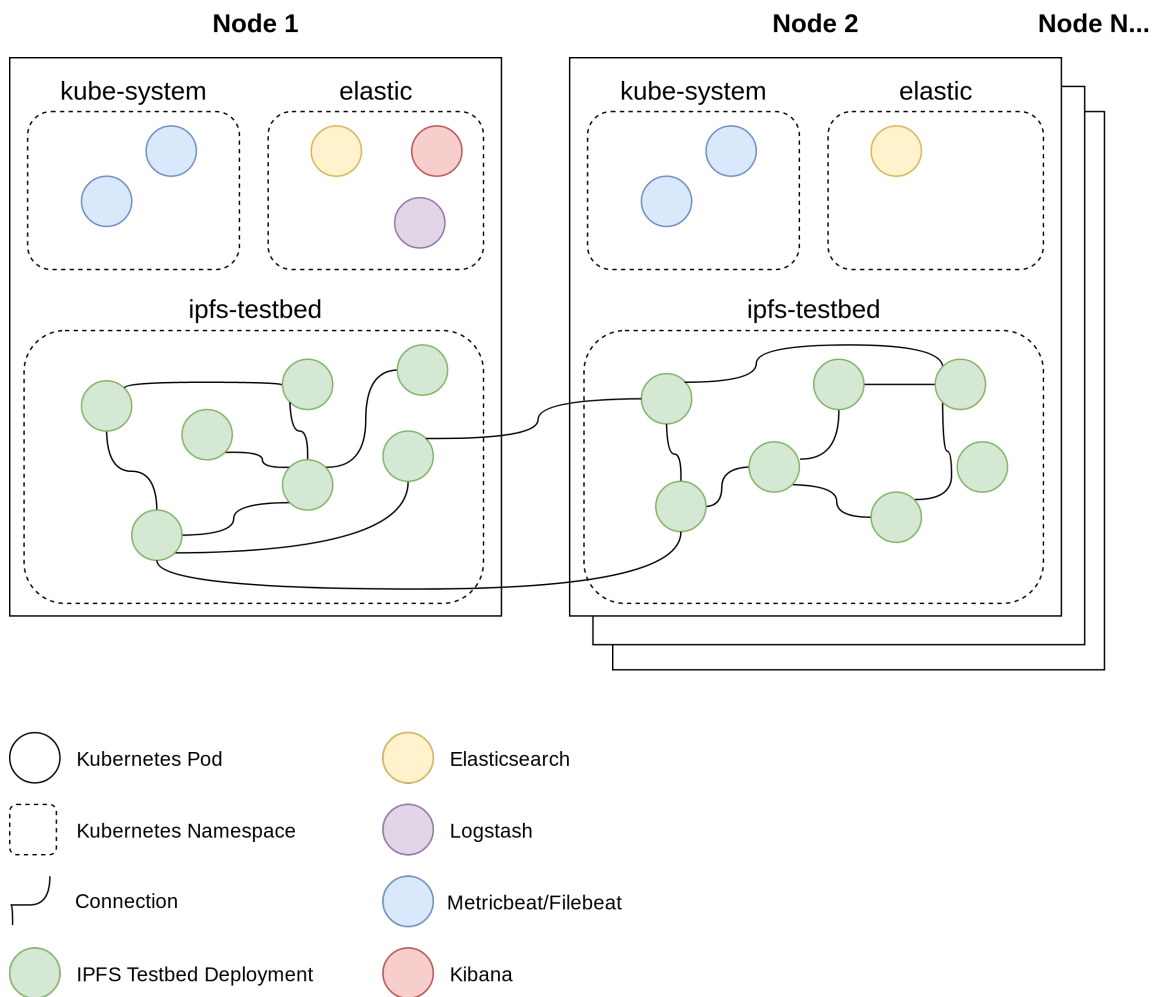 Node 1
Node 2
Node N...
kube-system
elastic
kube-system
elastic
ipfs-testbed
ipfs-testbed
Kubernetes Pod
Elasticsearch
Kubernetes Namespace
Logstash
Connection
Metricbeat/Filebeat
IPFS Testbed Deployment
Kibana